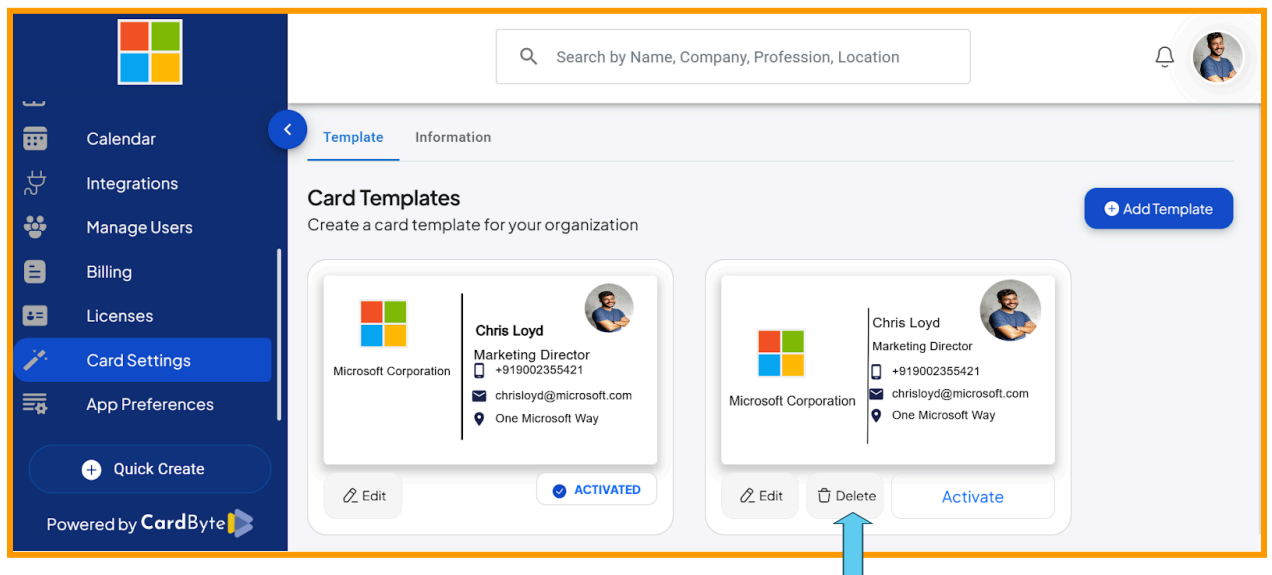 Search by Name, Company, Profession, Location
Calendar
Integrations
Manage Users
Billing
Licenses
Card Settings
App Preferences
Quick Create
Powered by CardByte
Template Information
Card Templates
Create a card template for your organization
Add Template
Microsoft Corporation
Chris Loyd
Marketing Director
+919002355421
chrisloyd@microsoft.com
One Microsoft Way
Edit
ACTIVATED
Microsoft Corporation
Chris Loyd
Marketing Director
+919002355421
chrisloyd@microsoft.com
One Microsoft Way
Edit Delete Activate